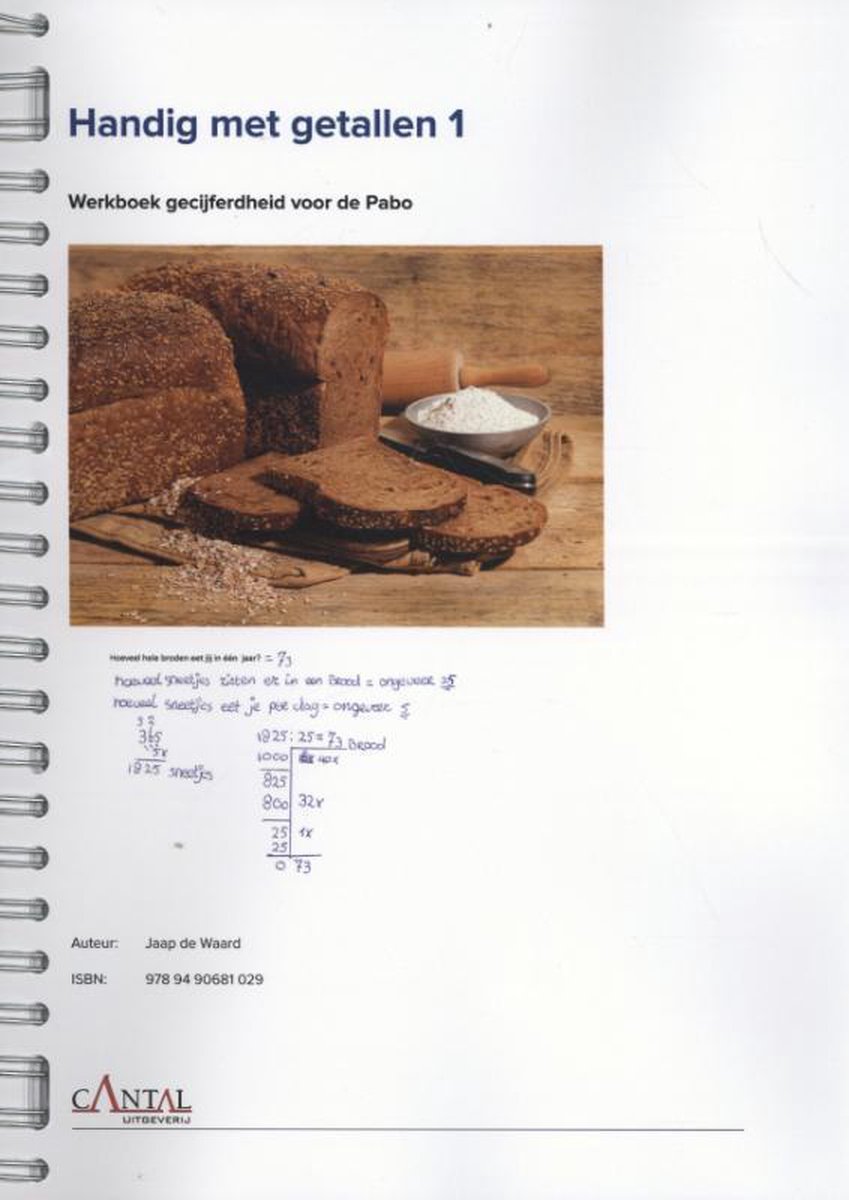 Handig met getallen 1
Werkboek gecijferdheid voor de Pabo
Hoeveel hele broden eet jij in één jaar? = 73
hoeveel sneetjes zitten er in een Brood = ongeveer 25
hoeveel sneetjes eet je per dag = ongeveer 5
3 2
365
5x
1825 sneetjes
1825 : 25 = 73 Brood
1000 40x
825
800 32x
25 1x
25
0 73
Auteur: Jaap de Waard
ISBN: 978 94 90681 029
CANTAL
UITGEVERIJ